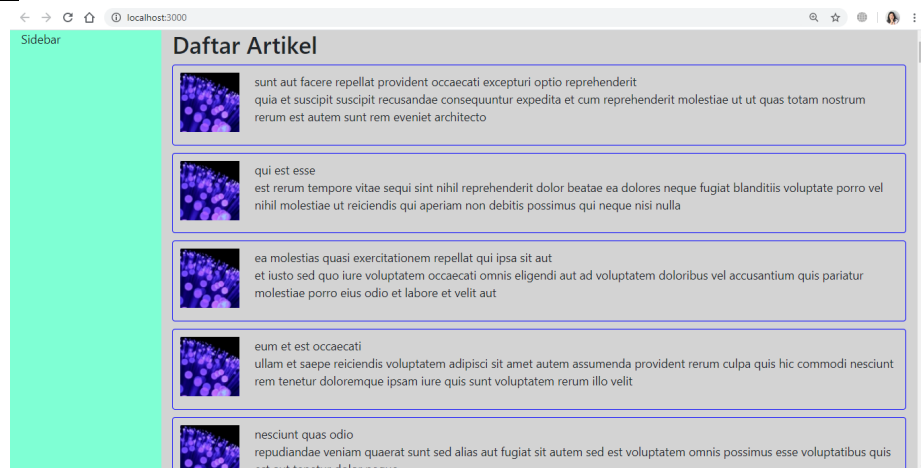 localhost:3000
Sidebar
Daftar Artikel
sunt aut facere repellat provident occaecati excepturi optio reprehenderit
quia et suscipit suscipit recusandae consequuntur expedita et cum reprehenderit molestiae ut ut quas totam nostrum
rerum est autem sunt rem eveniet architecto
qui est esse
est rerum tempore vitae sequi sint nihil reprehenderit dolor beatae ea dolores neque fugiat blanditiis voluptate porro vel
nihil molestiae ut reiciendis qui aperiam non debitis possimus qui neque nisi nulla
ea molestias quasi exercitationem repellat qui ipsa sit aut
et iusto sed quo iure voluptatem occaecati omnis eligendi aut ad voluptatem doloribus vel accusantium quis pariatur
molestiae porro eius odio et labore et velit aut
eum et est occaecati
ullam et saepe reiciendis voluptatem adipisci sit amet autem assumenda provident rerum culpa quis hic commodi nesciunt
rem tenetur doloremque ipsam iure quis sunt voluptatem rerum illo velit
nesciunt quas odio
repudiandae veniam quaerat sunt sed alias aut fugiat sit autem sed est voluptatem omnis possimus esse voluptatibus quis